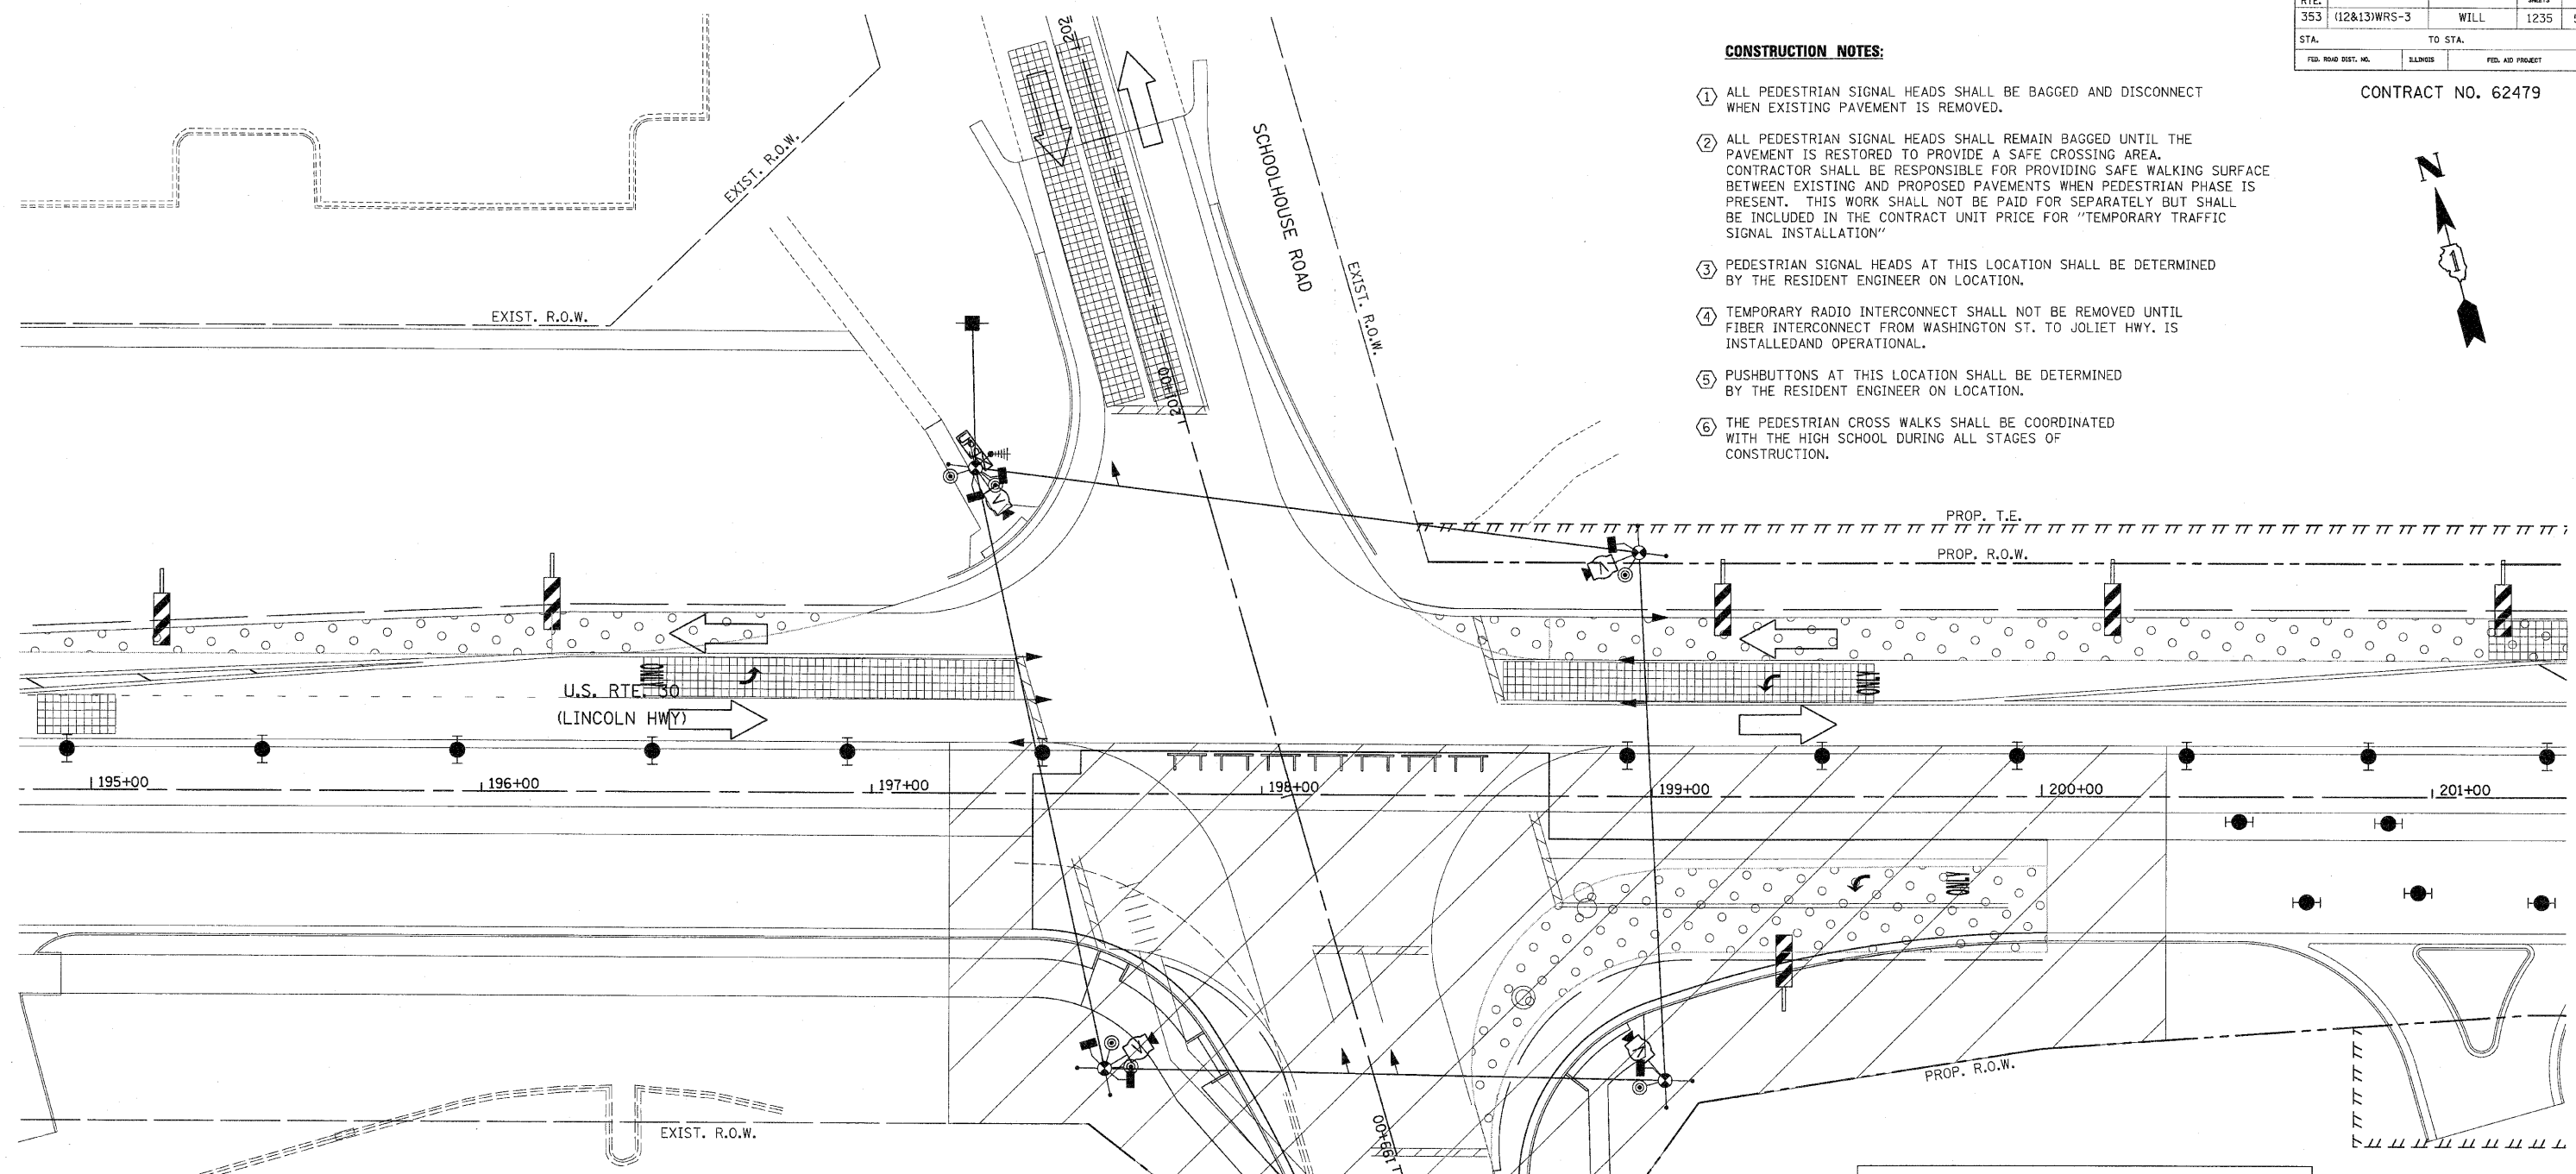 RTE.
SHEETS
353 (12&13)WRS-3 WILL 1235
STA. TO STA.
FED. ROAD DIST. NO. ILLINOIS FED. AID PROJECT
CONTRACT NO. 62479
CONSTRUCTION NOTES:
1 ALL PEDESTRIAN SIGNAL HEADS SHALL BE BAGGED AND DISCONNECT
WHEN EXISTING PAVEMENT IS REMOVED.
2 ALL PEDESTRIAN SIGNAL HEADS SHALL REMAIN BAGGED UNTIL THE
PAVEMENT IS RESTORED TO PROVIDE A SAFE CROSSING AREA.
CONTRACTOR SHALL BE RESPONSIBLE FOR PROVIDING SAFE WALKING SURFACE
BETWEEN EXISTING AND PROPOSED PAVEMENTS WHEN PEDESTRIAN PHASE IS
PRESENT. THIS WORK SHALL NOT BE PAID FOR SEPARATELY BUT SHALL
BE INCLUDED IN THE CONTRACT UNIT PRICE FOR "TEMPORARY TRAFFIC
SIGNAL INSTALLATION"
3 PEDESTRIAN SIGNAL HEADS AT THIS LOCATION SHALL BE DETERMINED
BY THE RESIDENT ENGINEER ON LOCATION.
4 TEMPORARY RADIO INTERCONNECT SHALL NOT BE REMOVED UNTIL
FIBER INTERCONNECT FROM WASHINGTON ST. TO JOLIET HWY. IS
INSTALLEDAND OPERATIONAL.
5 PUSHBUTTONS AT THIS LOCATION SHALL BE DETERMINED
BY THE RESIDENT ENGINEER ON LOCATION.
6 THE PEDESTRIAN CROSS WALKS SHALL BE COORDINATED
WITH THE HIGH SCHOOL DURING ALL STAGES OF
CONSTRUCTION.
N
1
202
EXIST. R.O.W.
SCHOOLHOUSE ROAD
EXIST. R.O.W.
EXIST. R.O.W.
201+00
UPS
V
PROP. T.E.
PROP. R.O.W.
V
ONLY
U.S. RTE. 30
(LINCOLN HWY)
ONLY
195+00
196+00
197+00
198+00
199+00
200+00
201+00
ONLY
V
V
PROP. R.O.W.
EXIST. R.O.W.
199+00